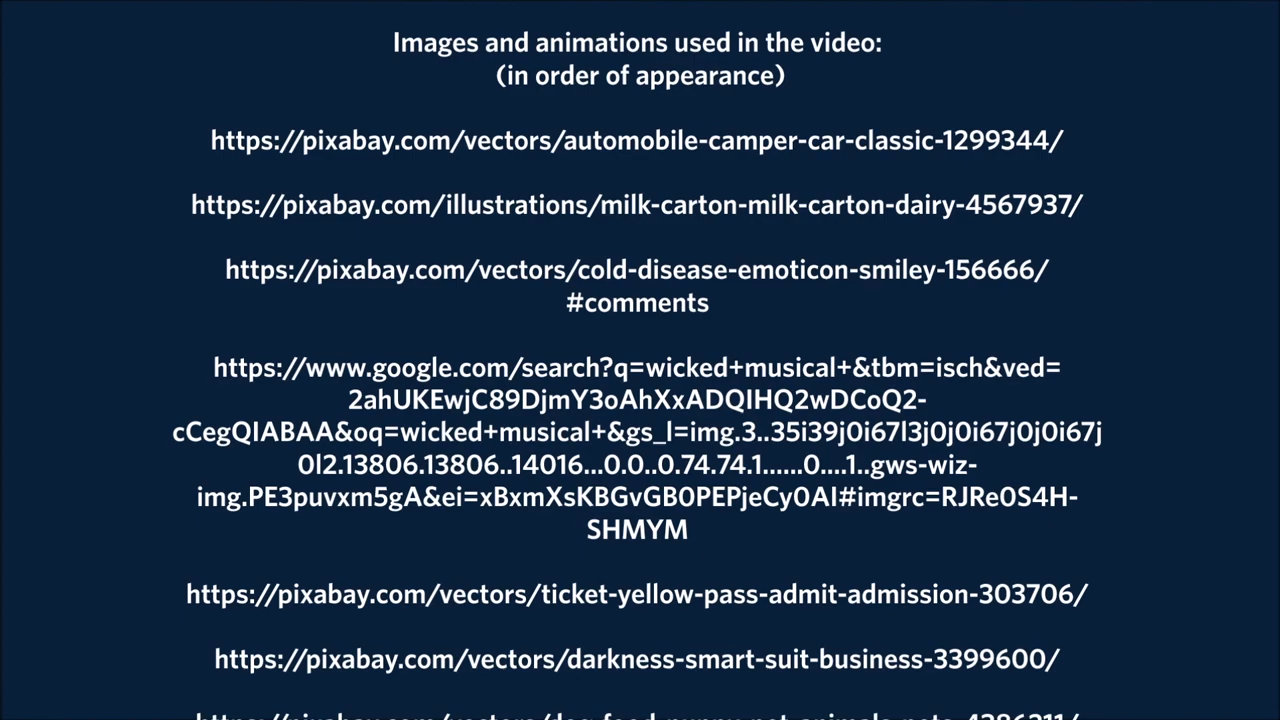 Images and animations used in the video:
(in order of appearance)
https://pixabay.com/vectors/automobile-camper-car-classic-1299344/
https://pixabay.com/illustrations/milk-carton-milk-carton-dairy-4567937/
https://pixabay.com/vectors/cold-disease-emoticon-smiley-156666/
#comments
https://www.google.com/search?q=wicked+musical+&tbm=isch&ved=
2ahUKEwjC89DjmY3oAhXxADQIHQ2wDCoQ2-
cCegQIABAA&oq=wicked+musical+&gs_l=img.3..35i39j0i67l3j0j0i67j0j0i67j
0l2.13806.13806..14016...0.0..0.74.74.1......0....1..gws-wiz-
img.PE3puvxm5gA&ei=xBxmXsKBGvGB0PEPjeCy0AI#imgrc=RJRe0S4H-
SHMYM
https://pixabay.com/vectors/ticket-yellow-pass-admit-admission-303706/
https://pixabay.com/vectors/darkness-smart-suit-business-3399600/